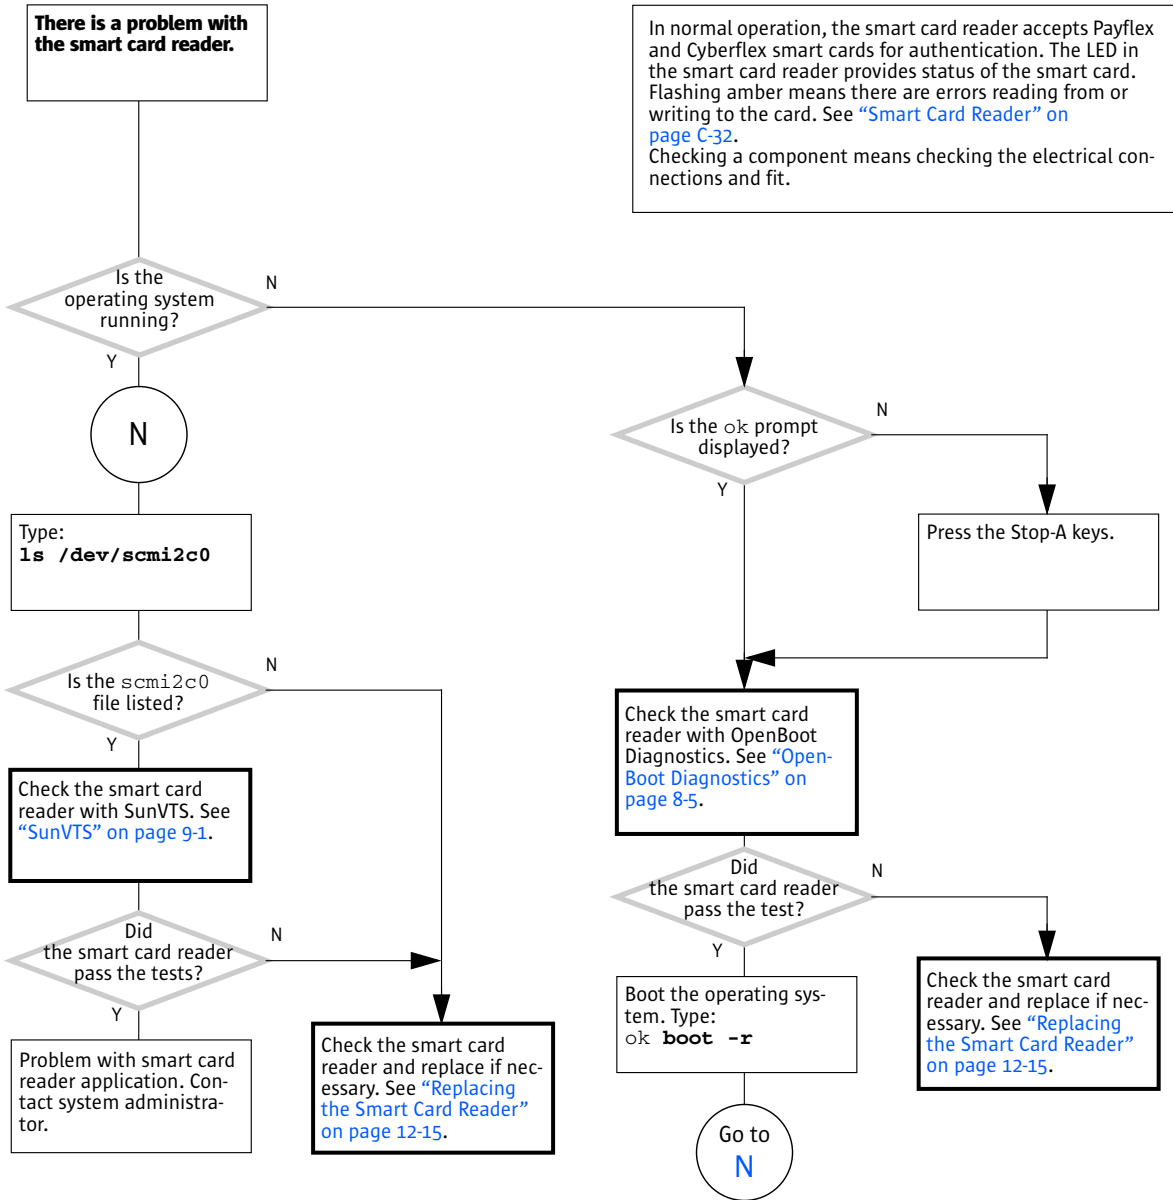 There is a problem with
the smart card reader.
In normal operation, the smart card reader accepts Payflex
and Cyberflex smart cards for authentication. The LED in
the smart card reader provides status of the smart card.
Flashing amber means there are errors reading from or
writing to the card. See “Smart Card Reader” on
page C-32.
Checking a component means checking the electrical con-
nections and fit.
Is the
operating system
running?
N
Y
N
Is the ok prompt
displayed?
N
Y
Type:
ls /dev/scmi2c0
Press the Stop-A keys.
Is the scmi2c0
file listed?
N
Y
Check the smart card
reader with OpenBoot
Diagnostics. See “Open-
Boot Diagnostics” on
page 8-5.
Check the smart card
reader with SunVTS. See
“SunVTS” on page 9-1.
Did
the smart card reader
pass the test?
N
Y
Did
the smart card reader
pass the tests?
N
Y
Boot the operating sys-
tem. Type:
ok boot -r
Check the smart card
reader and replace if nec-
essary. See “Replacing
the Smart Card Reader”
on page 12-15.
Problem with smart card
reader application. Con-
tact system administra-
tor.
Check the smart card
reader and replace if nec-
essary. See “Replacing
the Smart Card Reader”
on page 12-15.
Go to
N